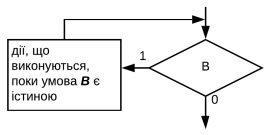 дії, що
виконуються,
поки умова B є
істиною
1
B
0